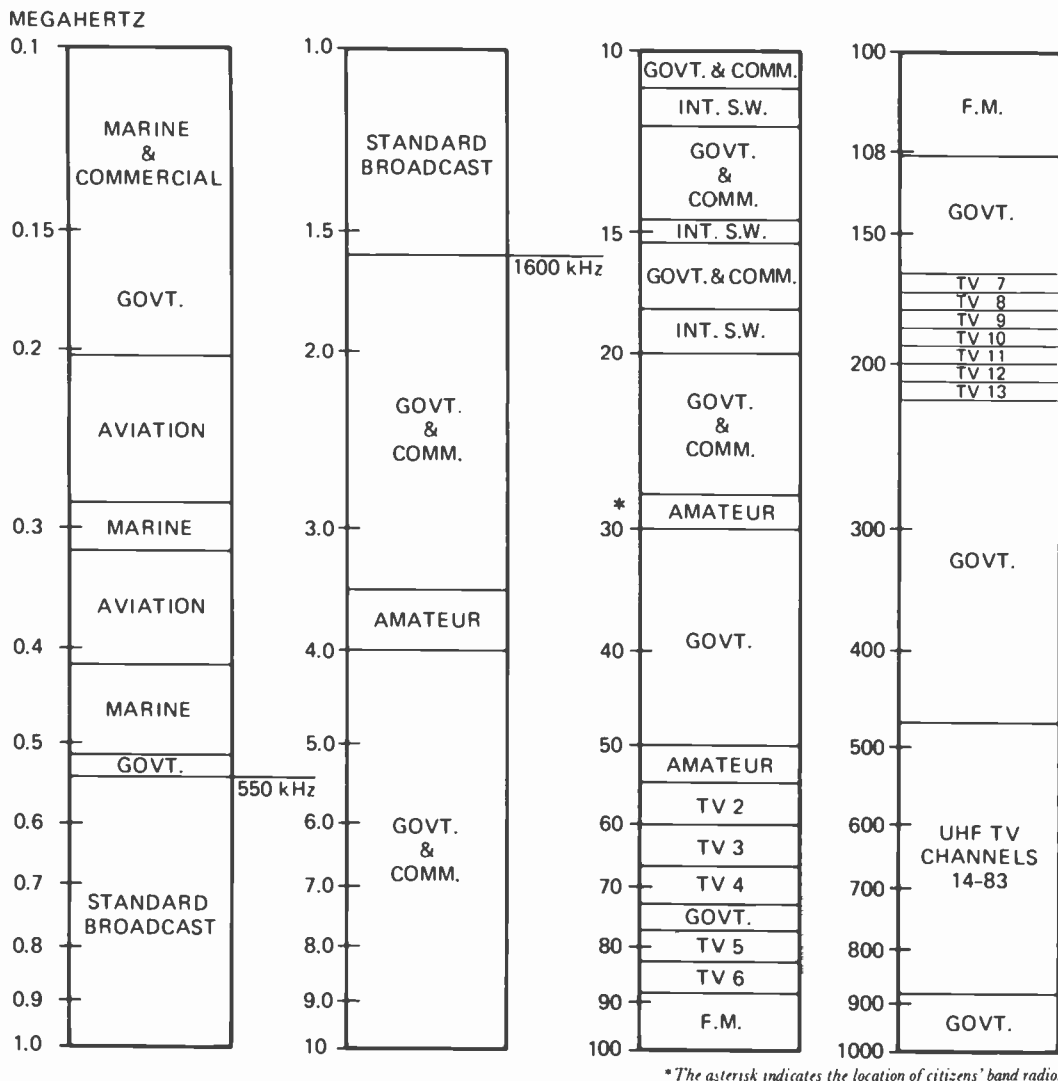 MEGAHERTZ
0.1
MARINE
&
COMMERCIAL
0.15
GOVT.
0.2
AVIATION
0.3
MARINE
AVIATION
0.4
MARINE
0.5
GOVT.
550 kHz
0.6
0.7
STANDARD
BROADCAST
0.8
0.9
1.0
1.0
STANDARD
BROADCAST
1.5
1600 kHz
2.0
GOVT.
&
COMM.
3.0
AMATEUR
4.0
5.0
6.0
GOVT.
&
COMM.
7.0
8.0
9.0
10
10
GOVT. & COMM.
INT. S.W.
GOVT.
&
COMM.
15
INT. S.W.
GOVT. & COMM.
INT. S.W.
20
GOVT.
&
COMM.
*
AMATEUR
30
GOVT.
40
50
AMATEUR
TV 2
60
TV 3
TV 4
70
GOVT.
80
TV 5
TV 6
90
F.M.
100
100
F.M.
108
GOVT.
150
TV 7
TV 8
TV 9
TV 10
TV 11
200
TV 12
TV 13
300
GOVT.
400
500
600
UHF TV
CHANNELS
14-83
700
800
900
GOVT.
1000
* The asterisk indicates the location of citizens' band radio